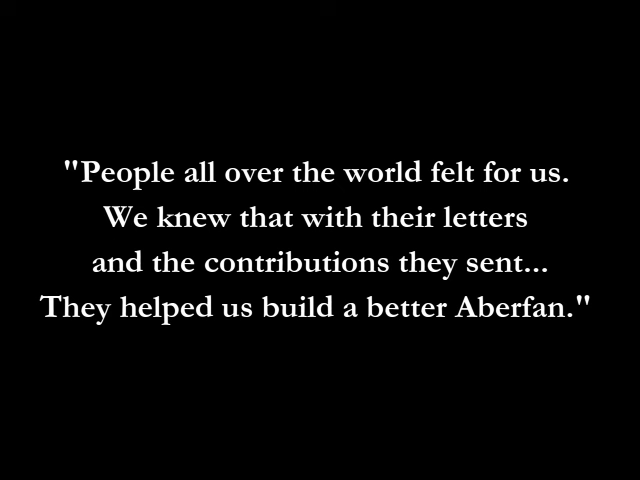 "People all over the world felt for us.
We knew that with their letters
and the contributions they sent...
They helped us build a better Aberfan."